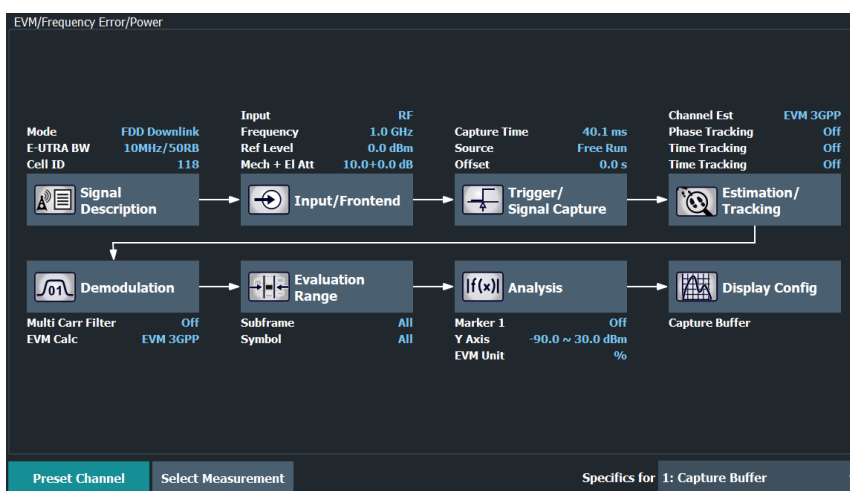 EVM/Frequency Error/Power
Input RF
Channel Est EVM 3GPP
Mode FDD Downlink
Frequency 1.0 GHz
Capture Time 40.1 ms
Phase Tracking Off
E-UTRA BW 10MHz/50RB
Ref Level 0.0 dBm
Source Free Run
Time Tracking Off
Cell ID 118
Mech + El Att 10.0+0.0 dB
Offset 0.0 s
Time Tracking Off
Signal
Description
Input/Frontend
Trigger/
Signal Capture
Estimation/
Tracking
01
Demodulation
Evaluation
Range
|f(x)|
Analysis
Display Config
Multi Carr Filter Off
EVM Calc EVM 3GPP
Subframe All
Symbol All
Marker 1 Off
Y Axis -90.0 ~ 30.0 dBm
EVM Unit %
Capture Buffer
Preset Channel
Select Measurement
Specifics for 1: Capture Buffer